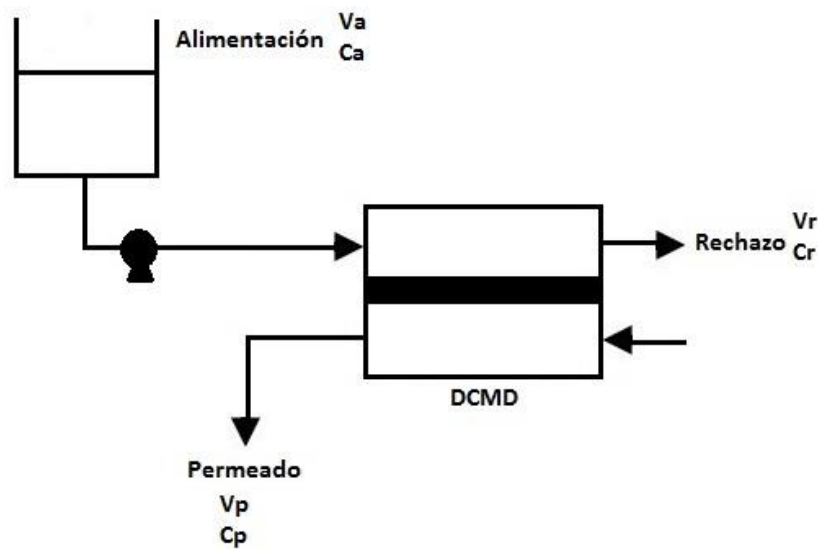 Alimentación
Va
Ca
Rechazo
Vr
Cr
DCMD
Permeado
Vp
Cp